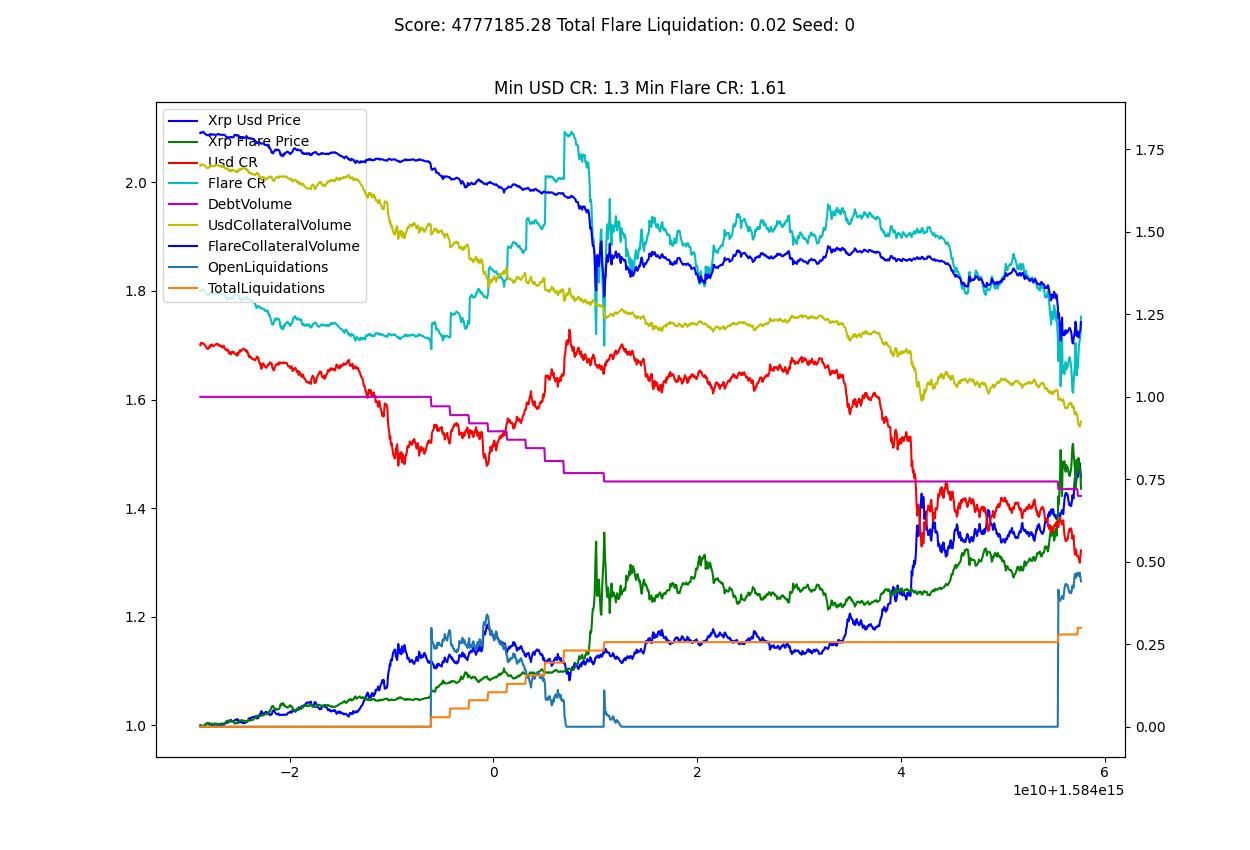 Score: 4777185.28 Total Flare Liquidation: 0.02 Seed: 0
Min USD CR: 1.3 Min Flare CR: 1.61
Xrp Usd Price
Xrp Flare Price
Usd CR
Flare CR
DebtVolume
UsdCollateralVolume
FlareCollateralVolume
OpenLiquidations
TotalLiquidations
2.0
1.8
1.6
1.4
1.2
1.0
1.75
1.50
1.25
1.00
0.75
0.50
0.25
0.00
−2 0 2 4 6
1e10+1.584e15